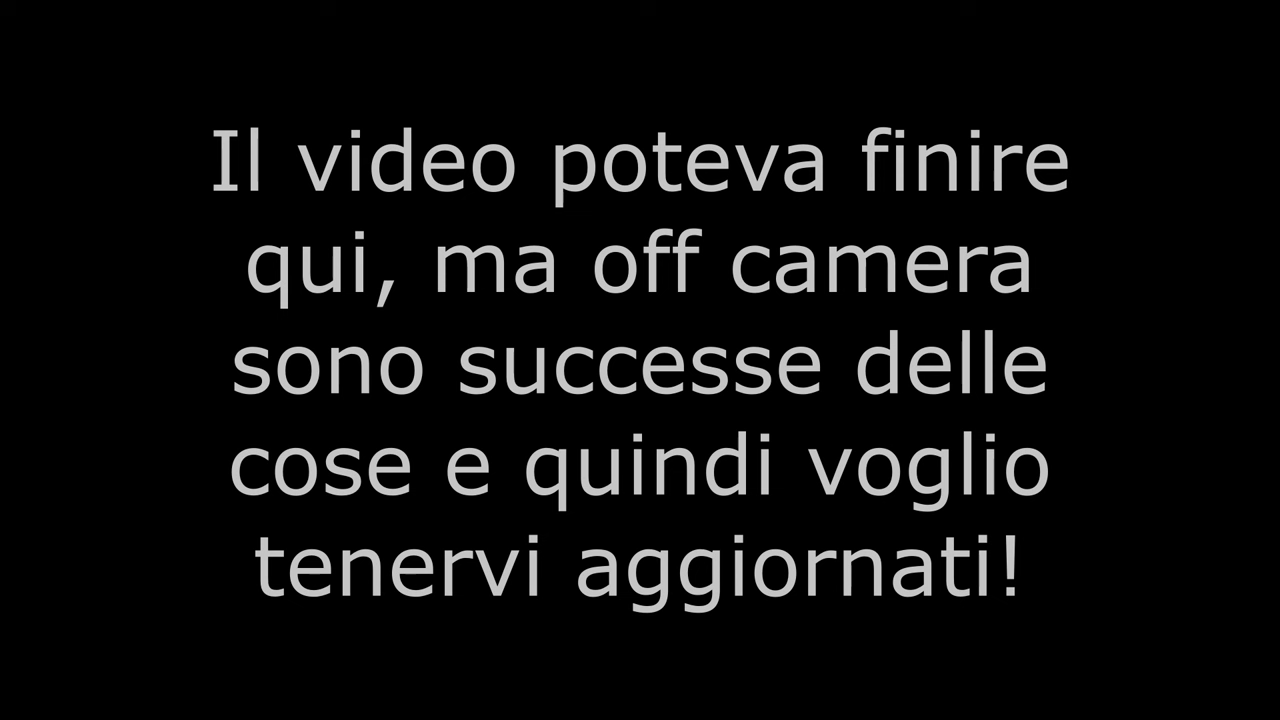 Il video poteva finire
qui, ma off camera
sono successe delle
cose e quindi voglio
tenervi aggiornati!